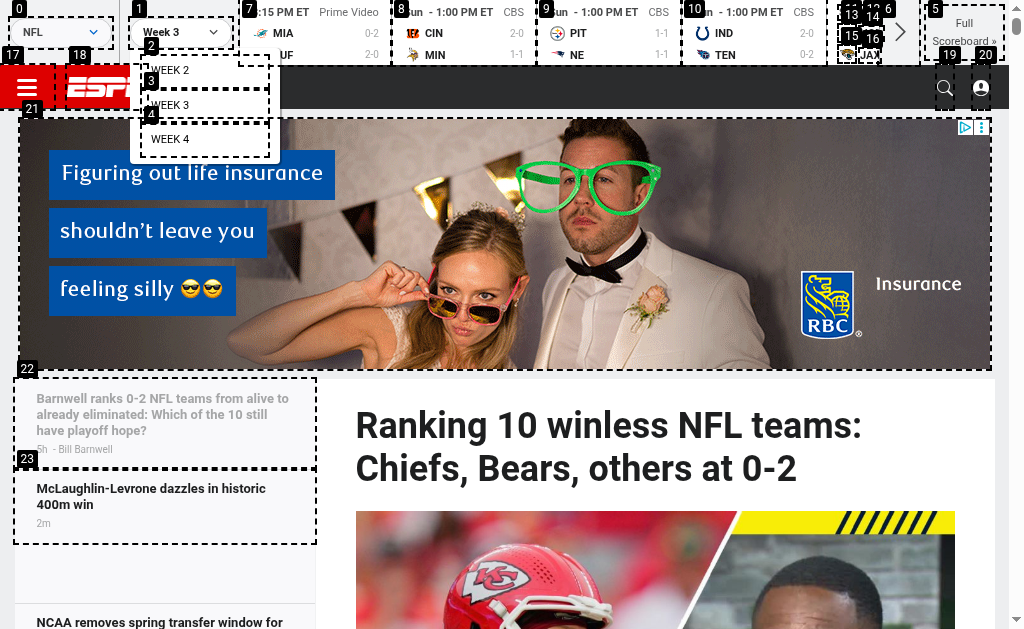 0
NFL
1
Week 3
2
WEEK 2
3
WEEK 3
4
WEEK 4
7
:15 PM ET
Prime Video
MIA
0-2
UF
2-0
8
Sun - 1:00 PM ET
CBS
CIN
2-0
MIN
1-1
9
- 1:00 PM ET
CBS
PIT
1-1
NE
1-1
10
Sun - 1:00 PM ET
CBS
IND
2-0
TEN
0-2
13
14
6
15
16
JAX
5
Full
Scoreboard »
17
18
19
20
ESP
21
Figuring out life insurance
shouldn't leave you
feeling silly 😎😎
RBC
®
Insurance
22
Barnwell ranks 0-2 NFL teams from alive to
already eliminated: Which of the 10 still
have playoff hope?
- Bill Barnwell
23
McLaughlin-Levrone dazzles in historic
400m win
2m
NCAA removes spring transfer window for
Ranking 10 winless NFL teams:
Chiefs, Bears, others at 0-2
KC